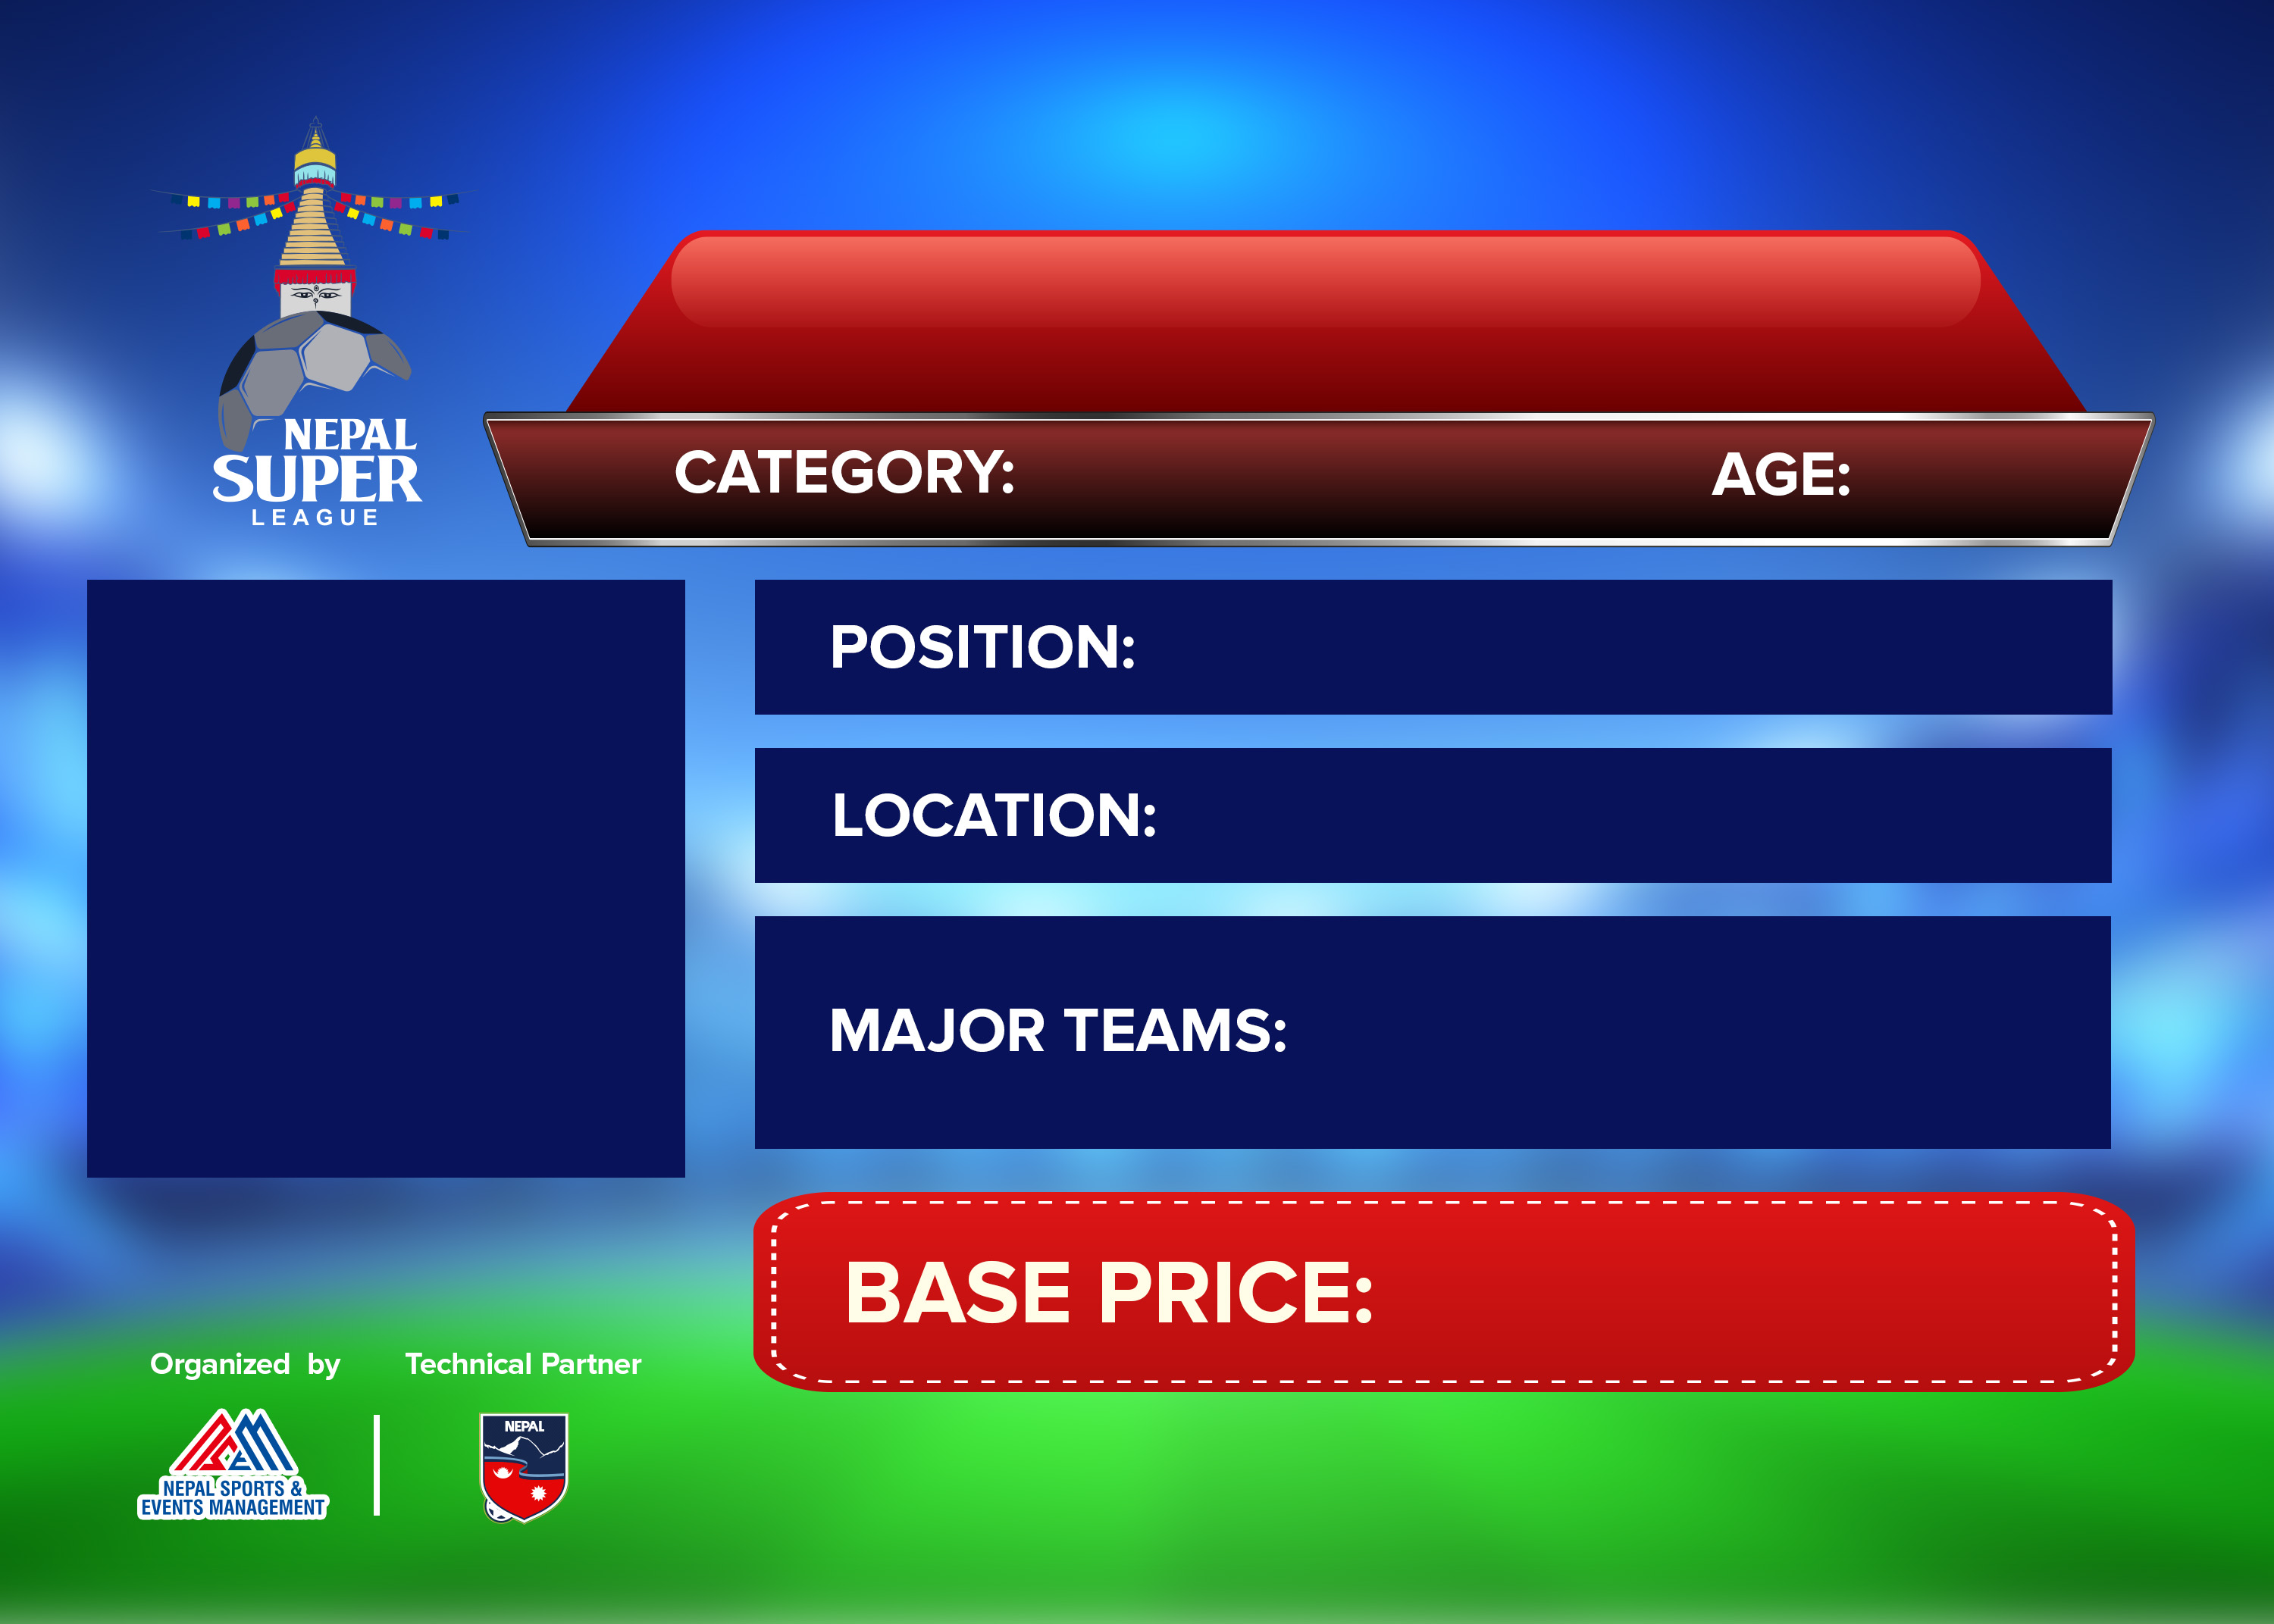 NEPAL
SUPER
LEAGUE
CATEGORY:
AGE:
POSITION:
LOCATION:
MAJOR TEAMS:
BASE PRICE:
Organized by
Technical Partner
NEPAL SPORTS &
EVENTS MANAGEMENT
NEPAL